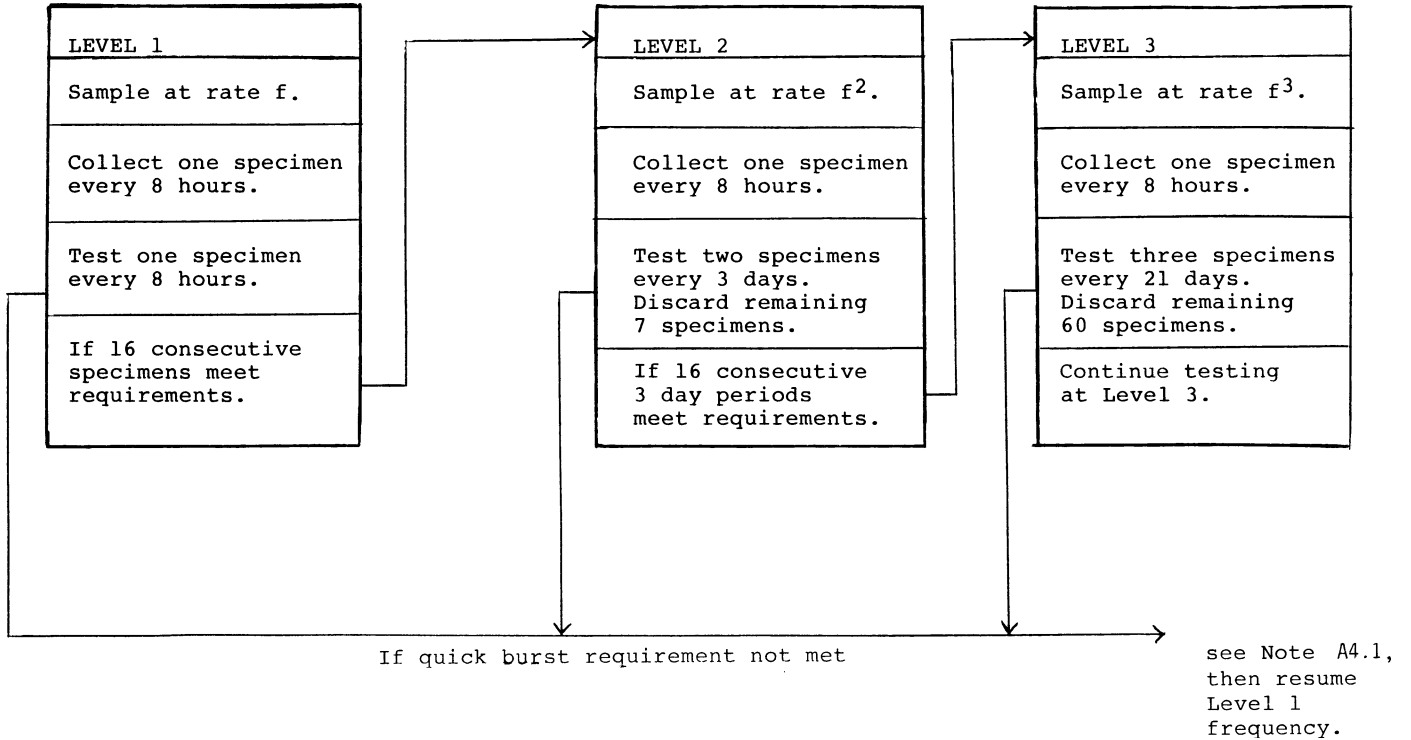 LEVEL 1
Sample at rate f.
Collect one specimen
every 8 hours.
Test one specimen
every 8 hours.
If 16 consecutive
specimens meet
requirements.
LEVEL 2
Sample at rate f².
Collect one specimen
every 8 hours.
Test two specimens
every 3 days.
Discard remaining
7 specimens.
If 16 consecutive
3 day periods
meet requirements.
LEVEL 3
Sample at rate f³.
Collect one specimen
every 8 hours.
Test three specimens
every 21 days.
Discard remaining
60 specimens.
Continue testing
at Level 3.
If quick burst requirement not met
see Note A4.1,
then resume
Level 1
frequency.